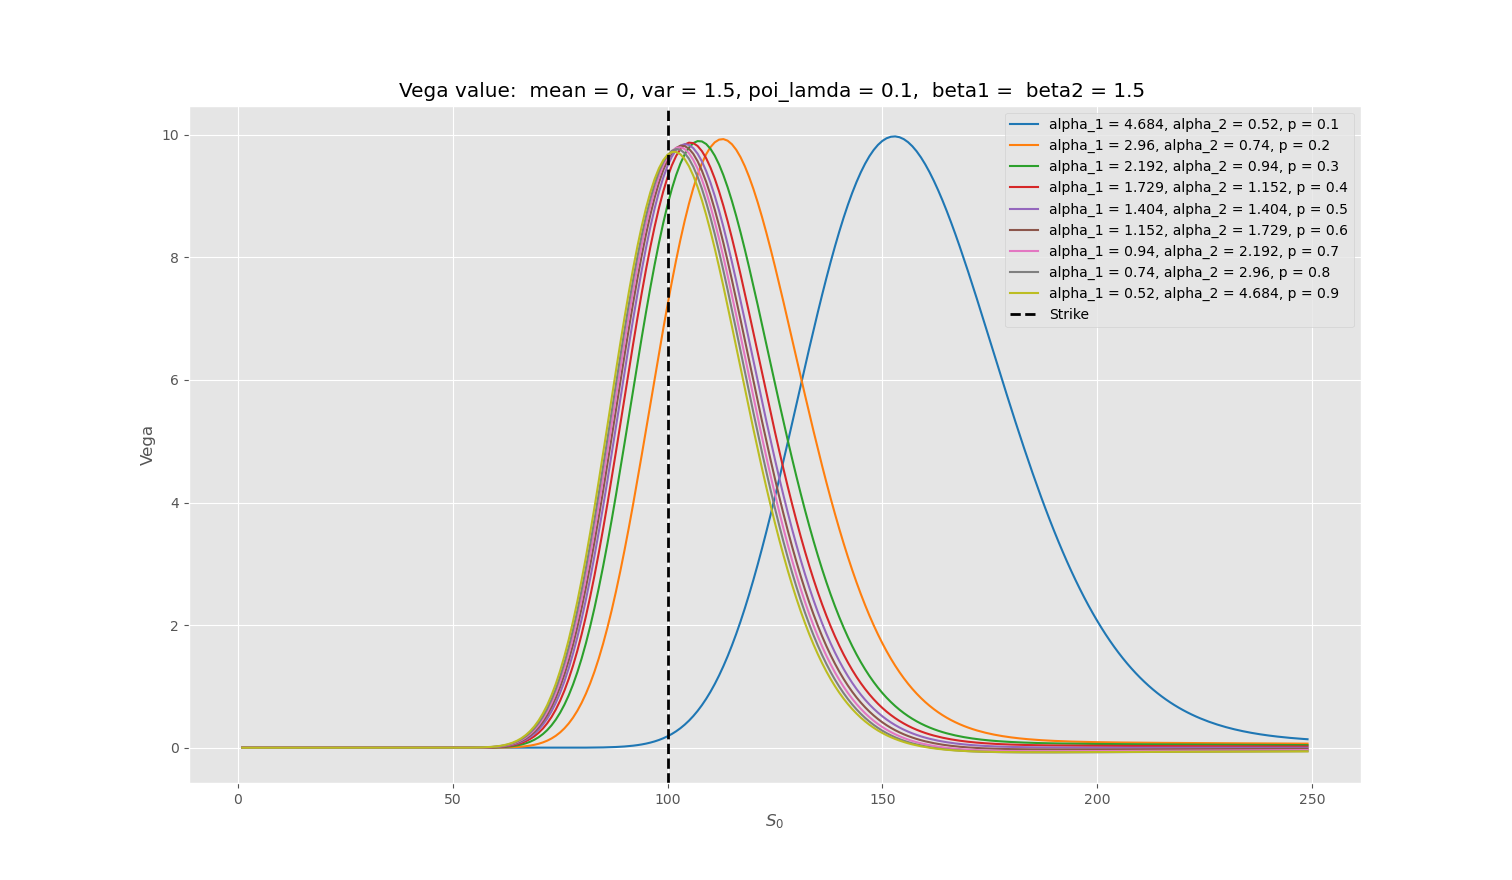 Vega value:  mean = 0, var = 1.5, poi_lamda = 0.1,  beta1 =  beta2 = 1.5
alpha_1 = 4.684, alpha_2 = 0.52, p = 0.1
alpha_1 = 2.96, alpha_2 = 0.74, p = 0.2
alpha_1 = 2.192, alpha_2 = 0.94, p = 0.3
alpha_1 = 1.729, alpha_2 = 1.152, p = 0.4
alpha_1 = 1.404, alpha_2 = 1.404, p = 0.5
alpha_1 = 1.152, alpha_2 = 1.729, p = 0.6
alpha_1 = 0.94, alpha_2 = 2.192, p = 0.7
alpha_1 = 0.74, alpha_2 = 2.96, p = 0.8
alpha_1 = 0.52, alpha_2 = 4.684, p = 0.9
Strike
10
8
6
4
2
0
Vega
0 50 100 150 200 250
S₀